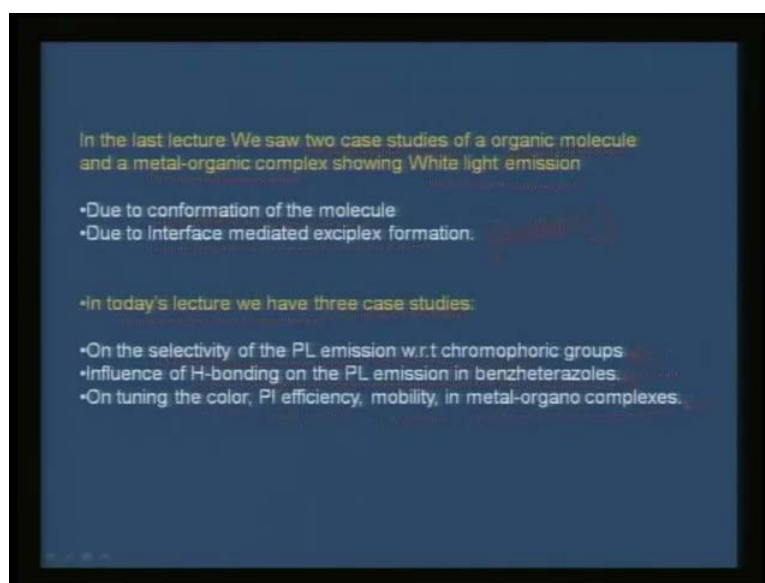 In the last lecture We saw two case studies of a organic molecule
and a metal-organic complex showing White light emission
•Due to conformation of the molecule
•Due to Interface mediated exciplex formation.
•In today's lecture we have three case studies:
•On the selectivity of the PL emission w.r.t chromophoric groups
•Influence of H-bonding on the PL emission in benzheterazoles.
•On tuning the color, Pl efficiency, mobility, in metal-organo complexes.